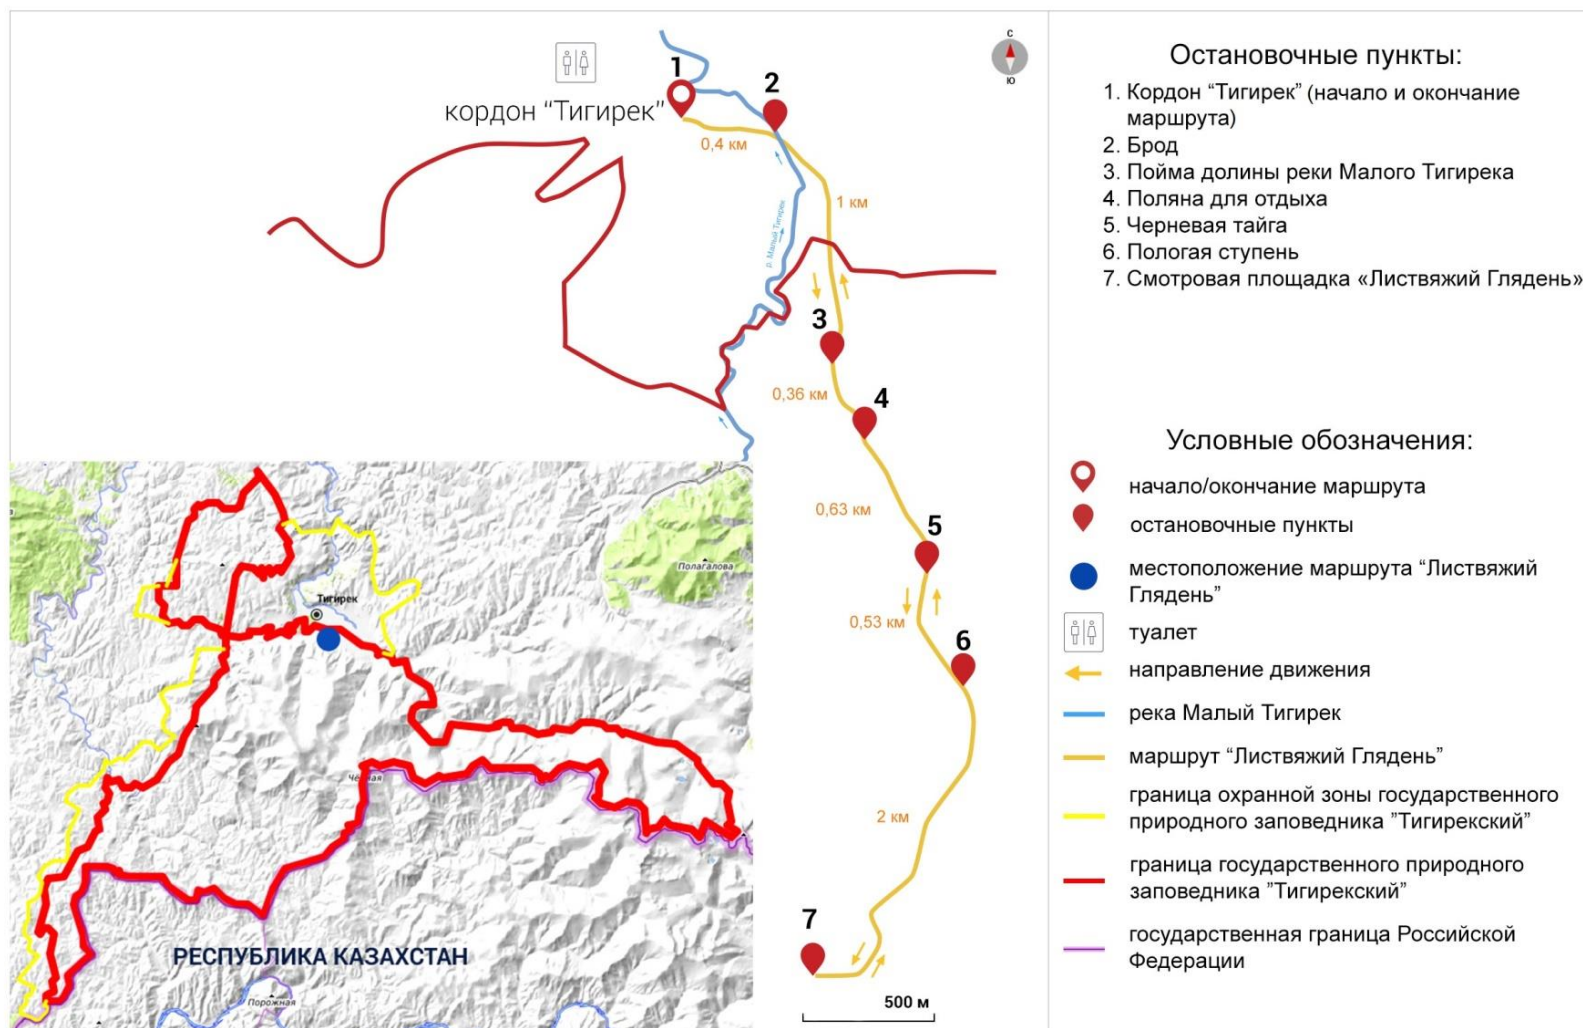 С
Ю
1
2
кордон “Тигирек”
0,4 км
1 км
р. Малый Тигирек
3
0,36 км
4
0,63 км
5
0,53 км
6
2 км
7
500 м
Полагалова
Тигирек
Чёрная
РЕСПУБЛИКА КАЗАХСТАН
Порожная
Остановочные пункты:
1. Кордон “Тигирек” (начало и окончание
маршрута)
2. Брод
3. Пойма долины реки Малого Тигирека
4. Поляна для отдыха
5. Черневая тайга
6. Пологая ступень
7. Смотровая площадка «Листвяжий Глядень»
Условные обозначения:
начало/окончание маршрута
остановочные пункты
местоположение маршрута “Листвяжий
Глядень”
туалет
направление движения
река Малый Тигирек
маршрут “Листвяжий Глядень”
граница охранной зоны государственного
природного заповедника ”Тигирекский”
граница государственного природного
заповедника ”Тигирекский”
государственная граница Российской
Федерации